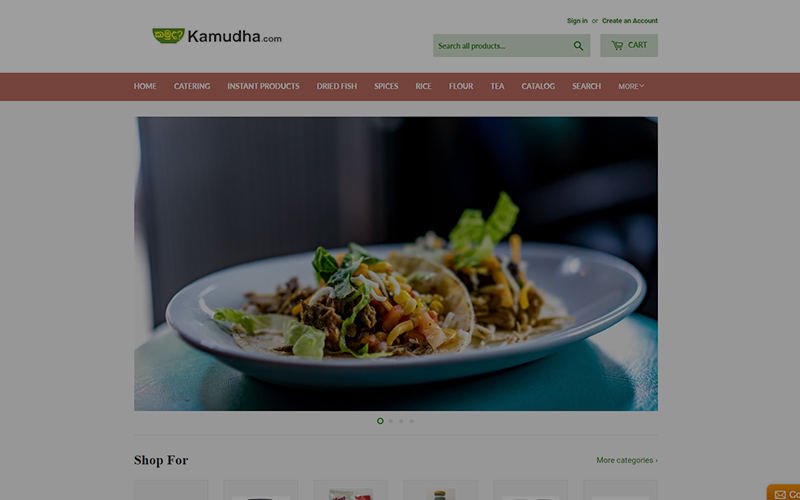 Sign in or Create an Account
කමුදා Kamudha.com
Search all products...
CART
HOME CATERING INSTANT PRODUCTS DRIED FISH SPICES RICE FLOUR TEA CATALOG SEARCH MORE
Shop For
More categories ›